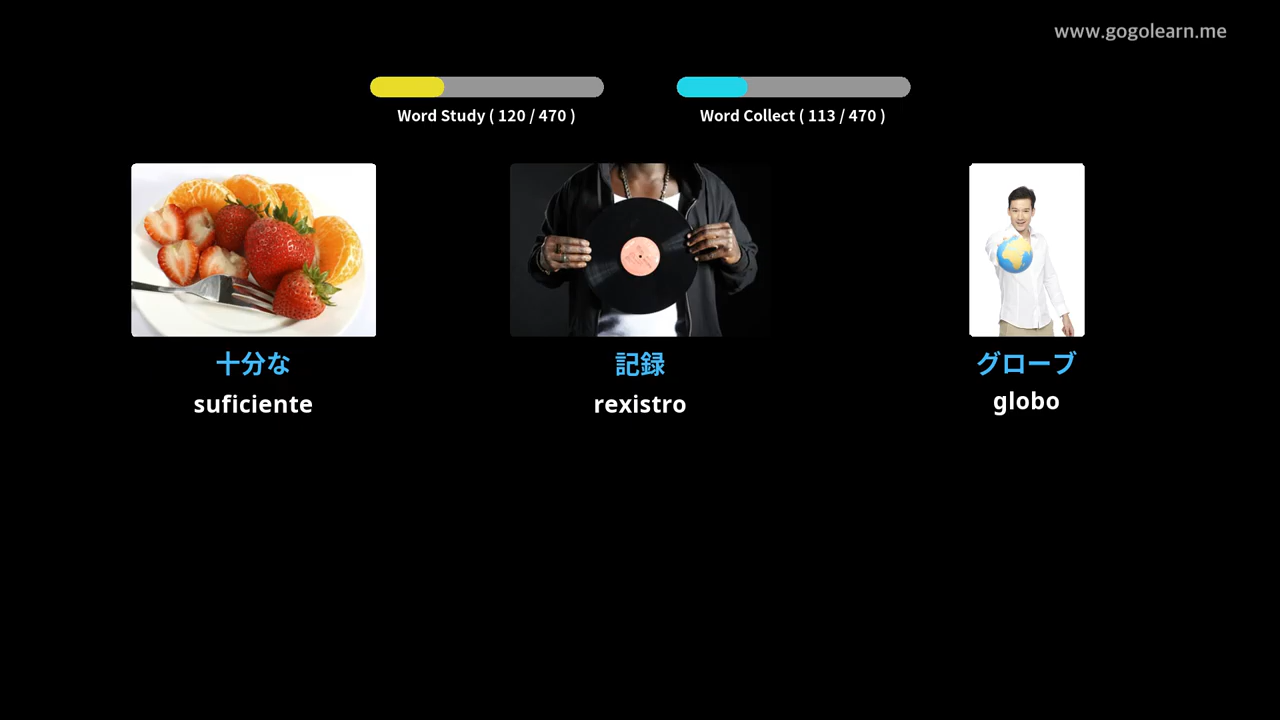 www.gogolearn.me
Word Study ( 120 / 470 )
Word Collect ( 113 / 470 )
十分な
suficiente
記録
rexistro
グローブ
globo